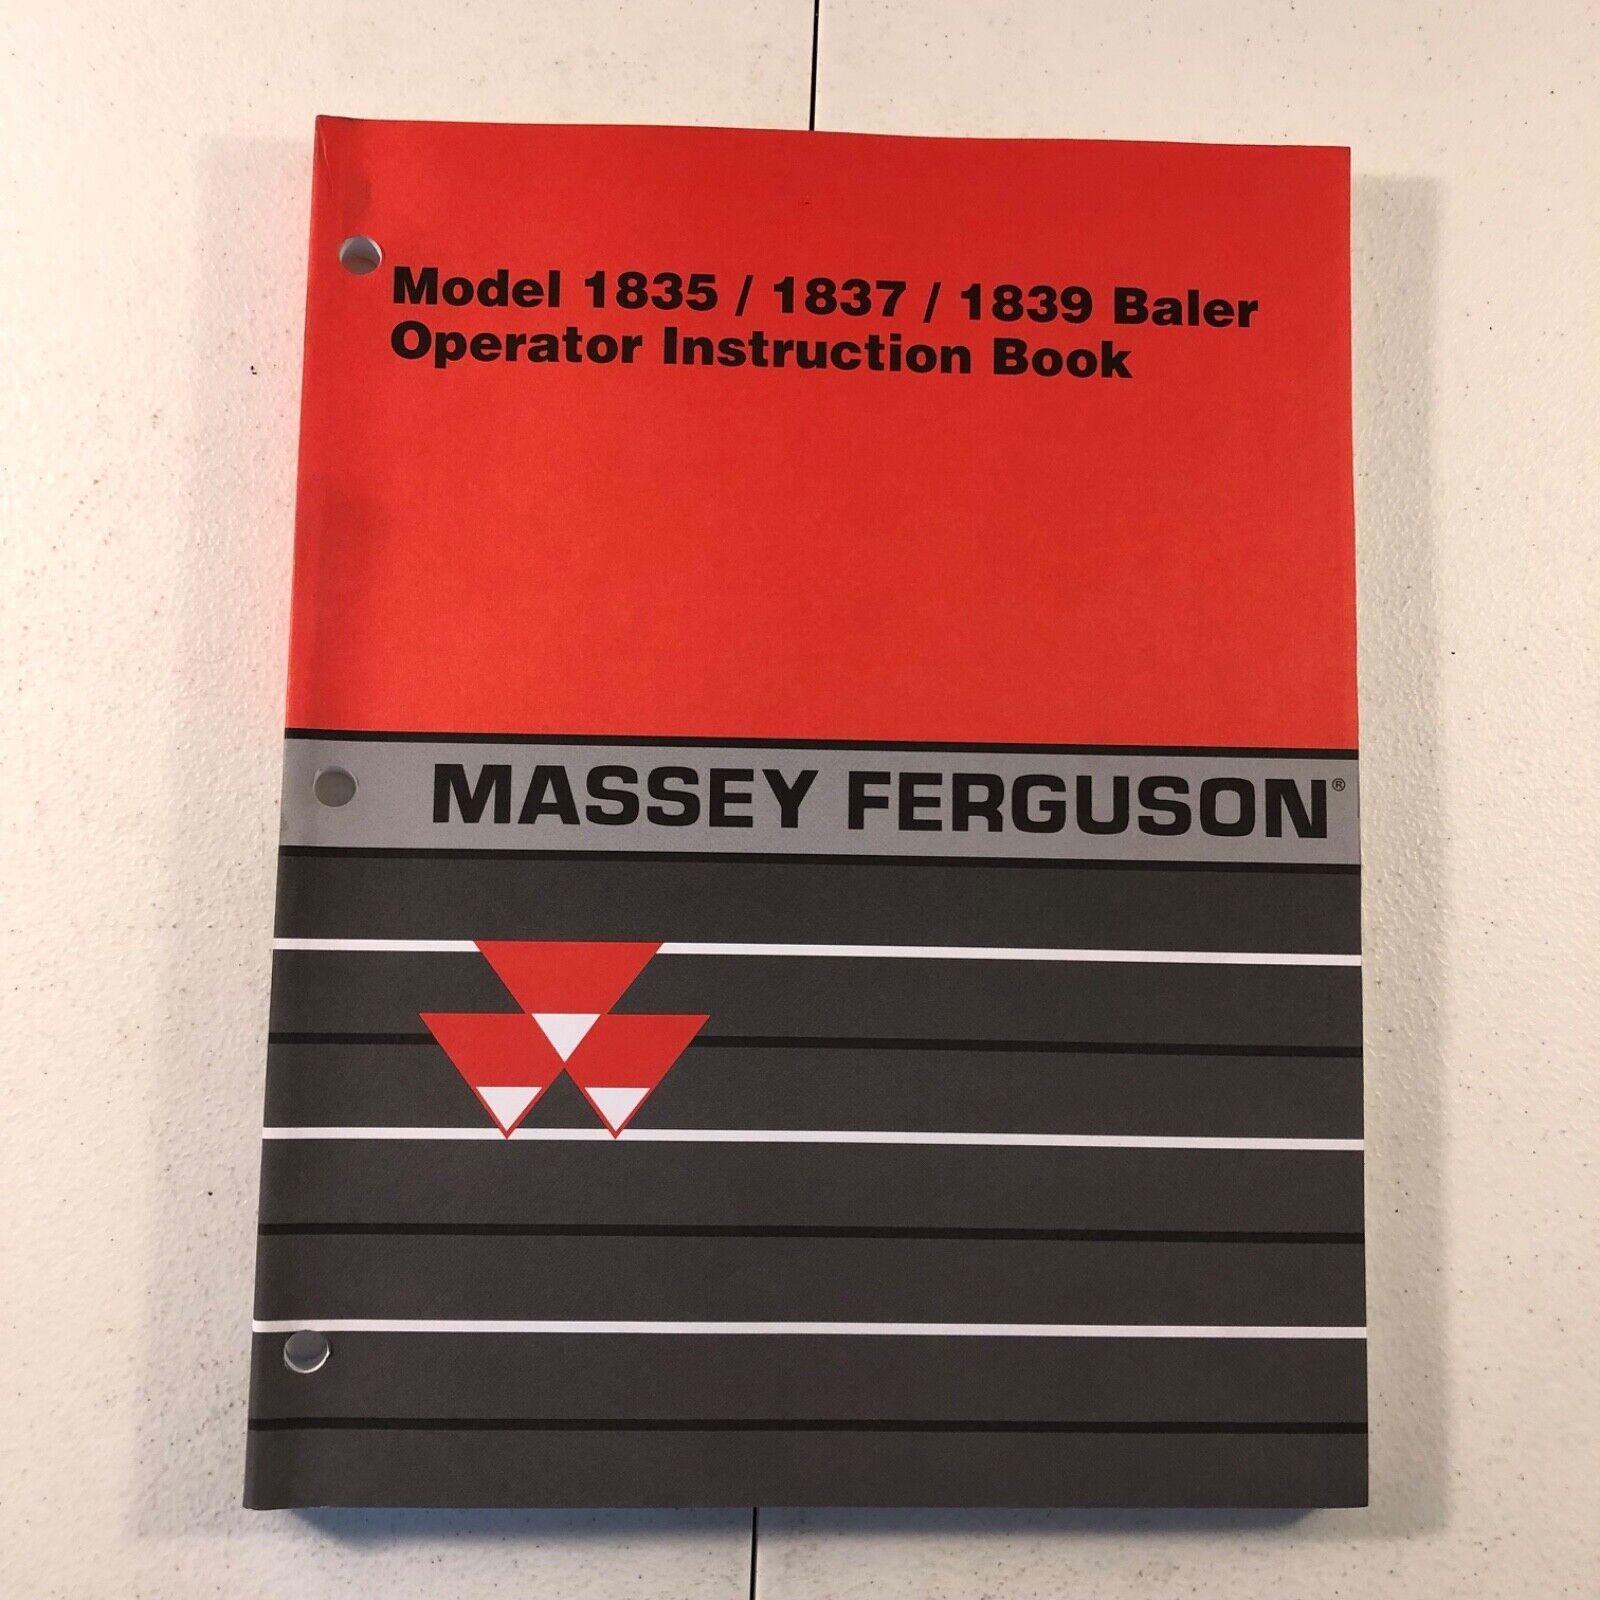 Model 1835 / 1837 / 1839 Baler
Operator Instruction Book
MASSEY FERGUSON®